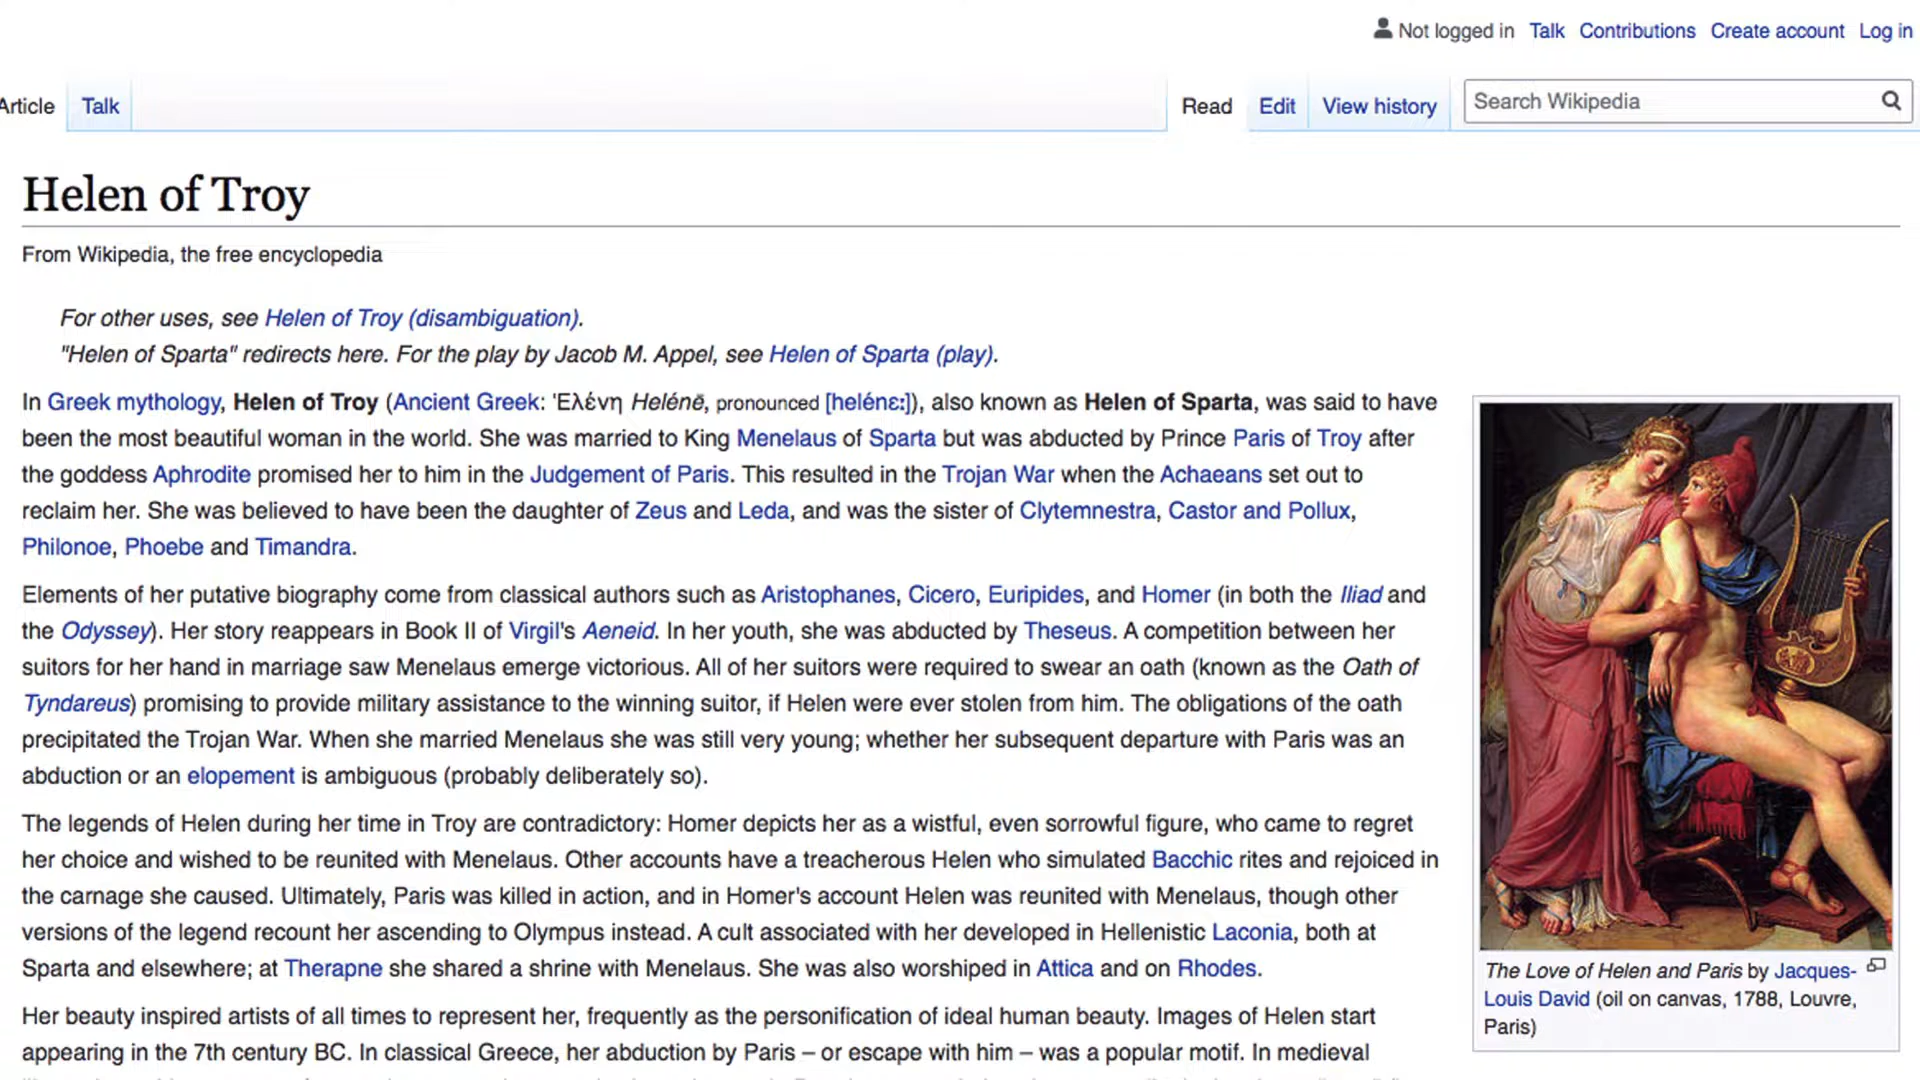 Not logged in Talk Contributions Create account Log in
Article Talk Read Edit View history Search Wikipedia
Helen of Troy
From Wikipedia, the free encyclopedia
For other uses, see Helen of Troy (disambiguation).
"Helen of Sparta" redirects here. For the play by Jacob M. Appel, see Helen of Sparta (play).
In Greek mythology, Helen of Troy (Ancient Greek: Ἑλένη Helénē, pronounced [helénɛː]), also known as Helen of Sparta, was said to have
been the most beautiful woman in the world. She was married to King Menelaus of Sparta but was abducted by Prince Paris of Troy after
the goddess Aphrodite promised her to him in the Judgement of Paris. This resulted in the Trojan War when the Achaeans set out to
reclaim her. She was believed to have been the daughter of Zeus and Leda, and was the sister of Clytemnestra, Castor and Pollux,
Philonoe, Phoebe and Timandra.
Elements of her putative biography come from classical authors such as Aristophanes, Cicero, Euripides, and Homer (in both the Iliad and
the Odyssey). Her story reappears in Book II of Virgil's Aeneid. In her youth, she was abducted by Theseus. A competition between her
suitors for her hand in marriage saw Menelaus emerge victorious. All of her suitors were required to swear an oath (known as the Oath of
Tyndareus) promising to provide military assistance to the winning suitor, if Helen were ever stolen from him. The obligations of the oath
precipitated the Trojan War. When she married Menelaus she was still very young; whether her subsequent departure with Paris was an
abduction or an elopement is ambiguous (probably deliberately so).
The legends of Helen during her time in Troy are contradictory: Homer depicts her as a wistful, even sorrowful figure, who came to regret
her choice and wished to be reunited with Menelaus. Other accounts have a treacherous Helen who simulated Bacchic rites and rejoiced in
the carnage she caused. Ultimately, Paris was killed in action, and in Homer's account Helen was reunited with Menelaus, though other
versions of the legend recount her ascending to Olympus instead. A cult associated with her developed in Hellenistic Laconia, both at
Sparta and elsewhere; at Therapne she shared a shrine with Menelaus. She was also worshiped in Attica and on Rhodes.
Her beauty inspired artists of all times to represent her, frequently as the personification of ideal human beauty. Images of Helen start
appearing in the 7th century BC. In classical Greece, her abduction by Paris – or escape with him – was a popular motif. In medieval
The Love of Helen and Paris by Jacques-
Louis David (oil on canvas, 1788, Louvre,
Paris)